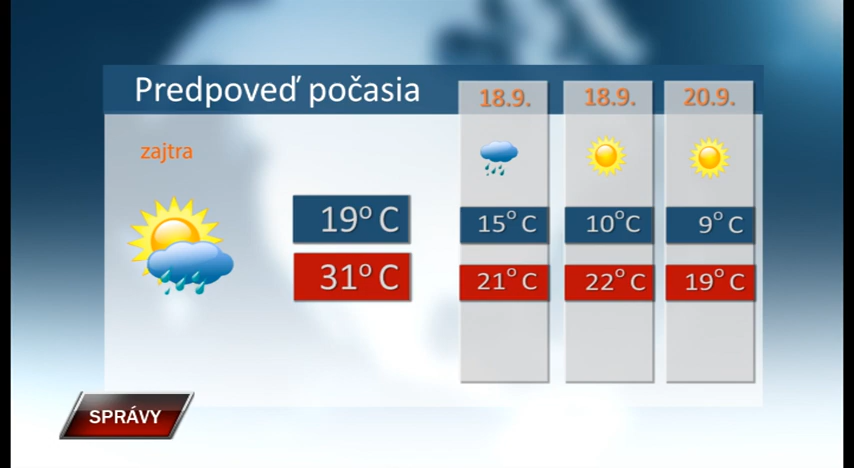 Predpoveď počasia
18.9.
18.9.
20.9.
zajtra
19° C
31° C
15° C
10°C
9° C
21° C
22° C
19° C
SPRÁVY